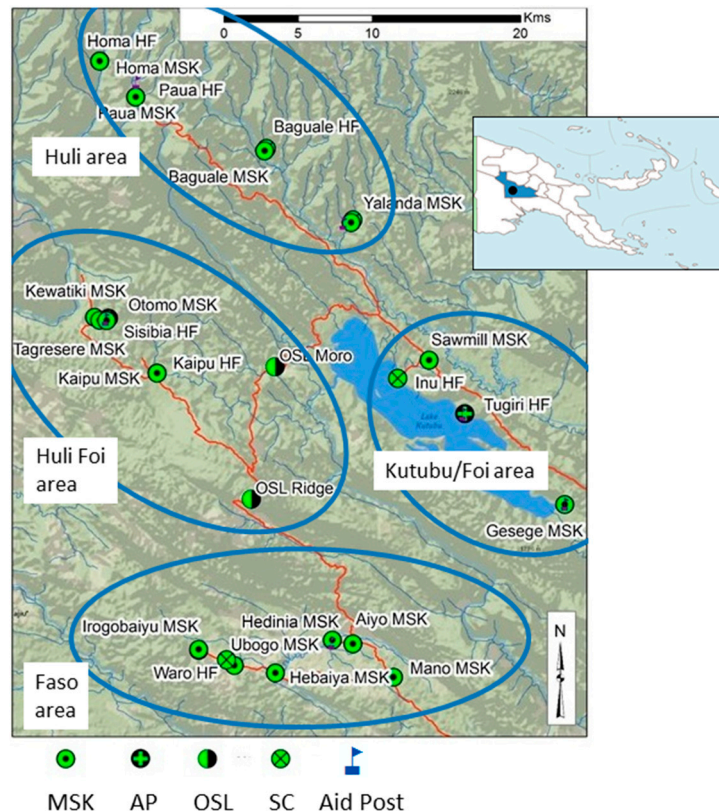 Kms
0 10 20
Homa HF
Homa MSK
Paua HF
Paua MSK
Baguale HF
Huli area
Baguale MSK
Yalanda MSK
Kewatiki MSK
Otomo MSK
Sisibia HF
Tagresere MSK
Kaipu HF
Kaipu MSK
OSL Moro
Sawmill MSK
Inu HF
Tugiri HF
Lake
Kutubu
Huli Foi
area
Kutubu/Foi area
OSL Ridge
Gesege MSK
Irogobaiyu MSK
Hedinia MSK
Aiyo MSK
Ubogo MSK
Waro HF
Hebaiya MSK
Mano MSK
Faso
area
N
MSK AP OSL SC Aid Post